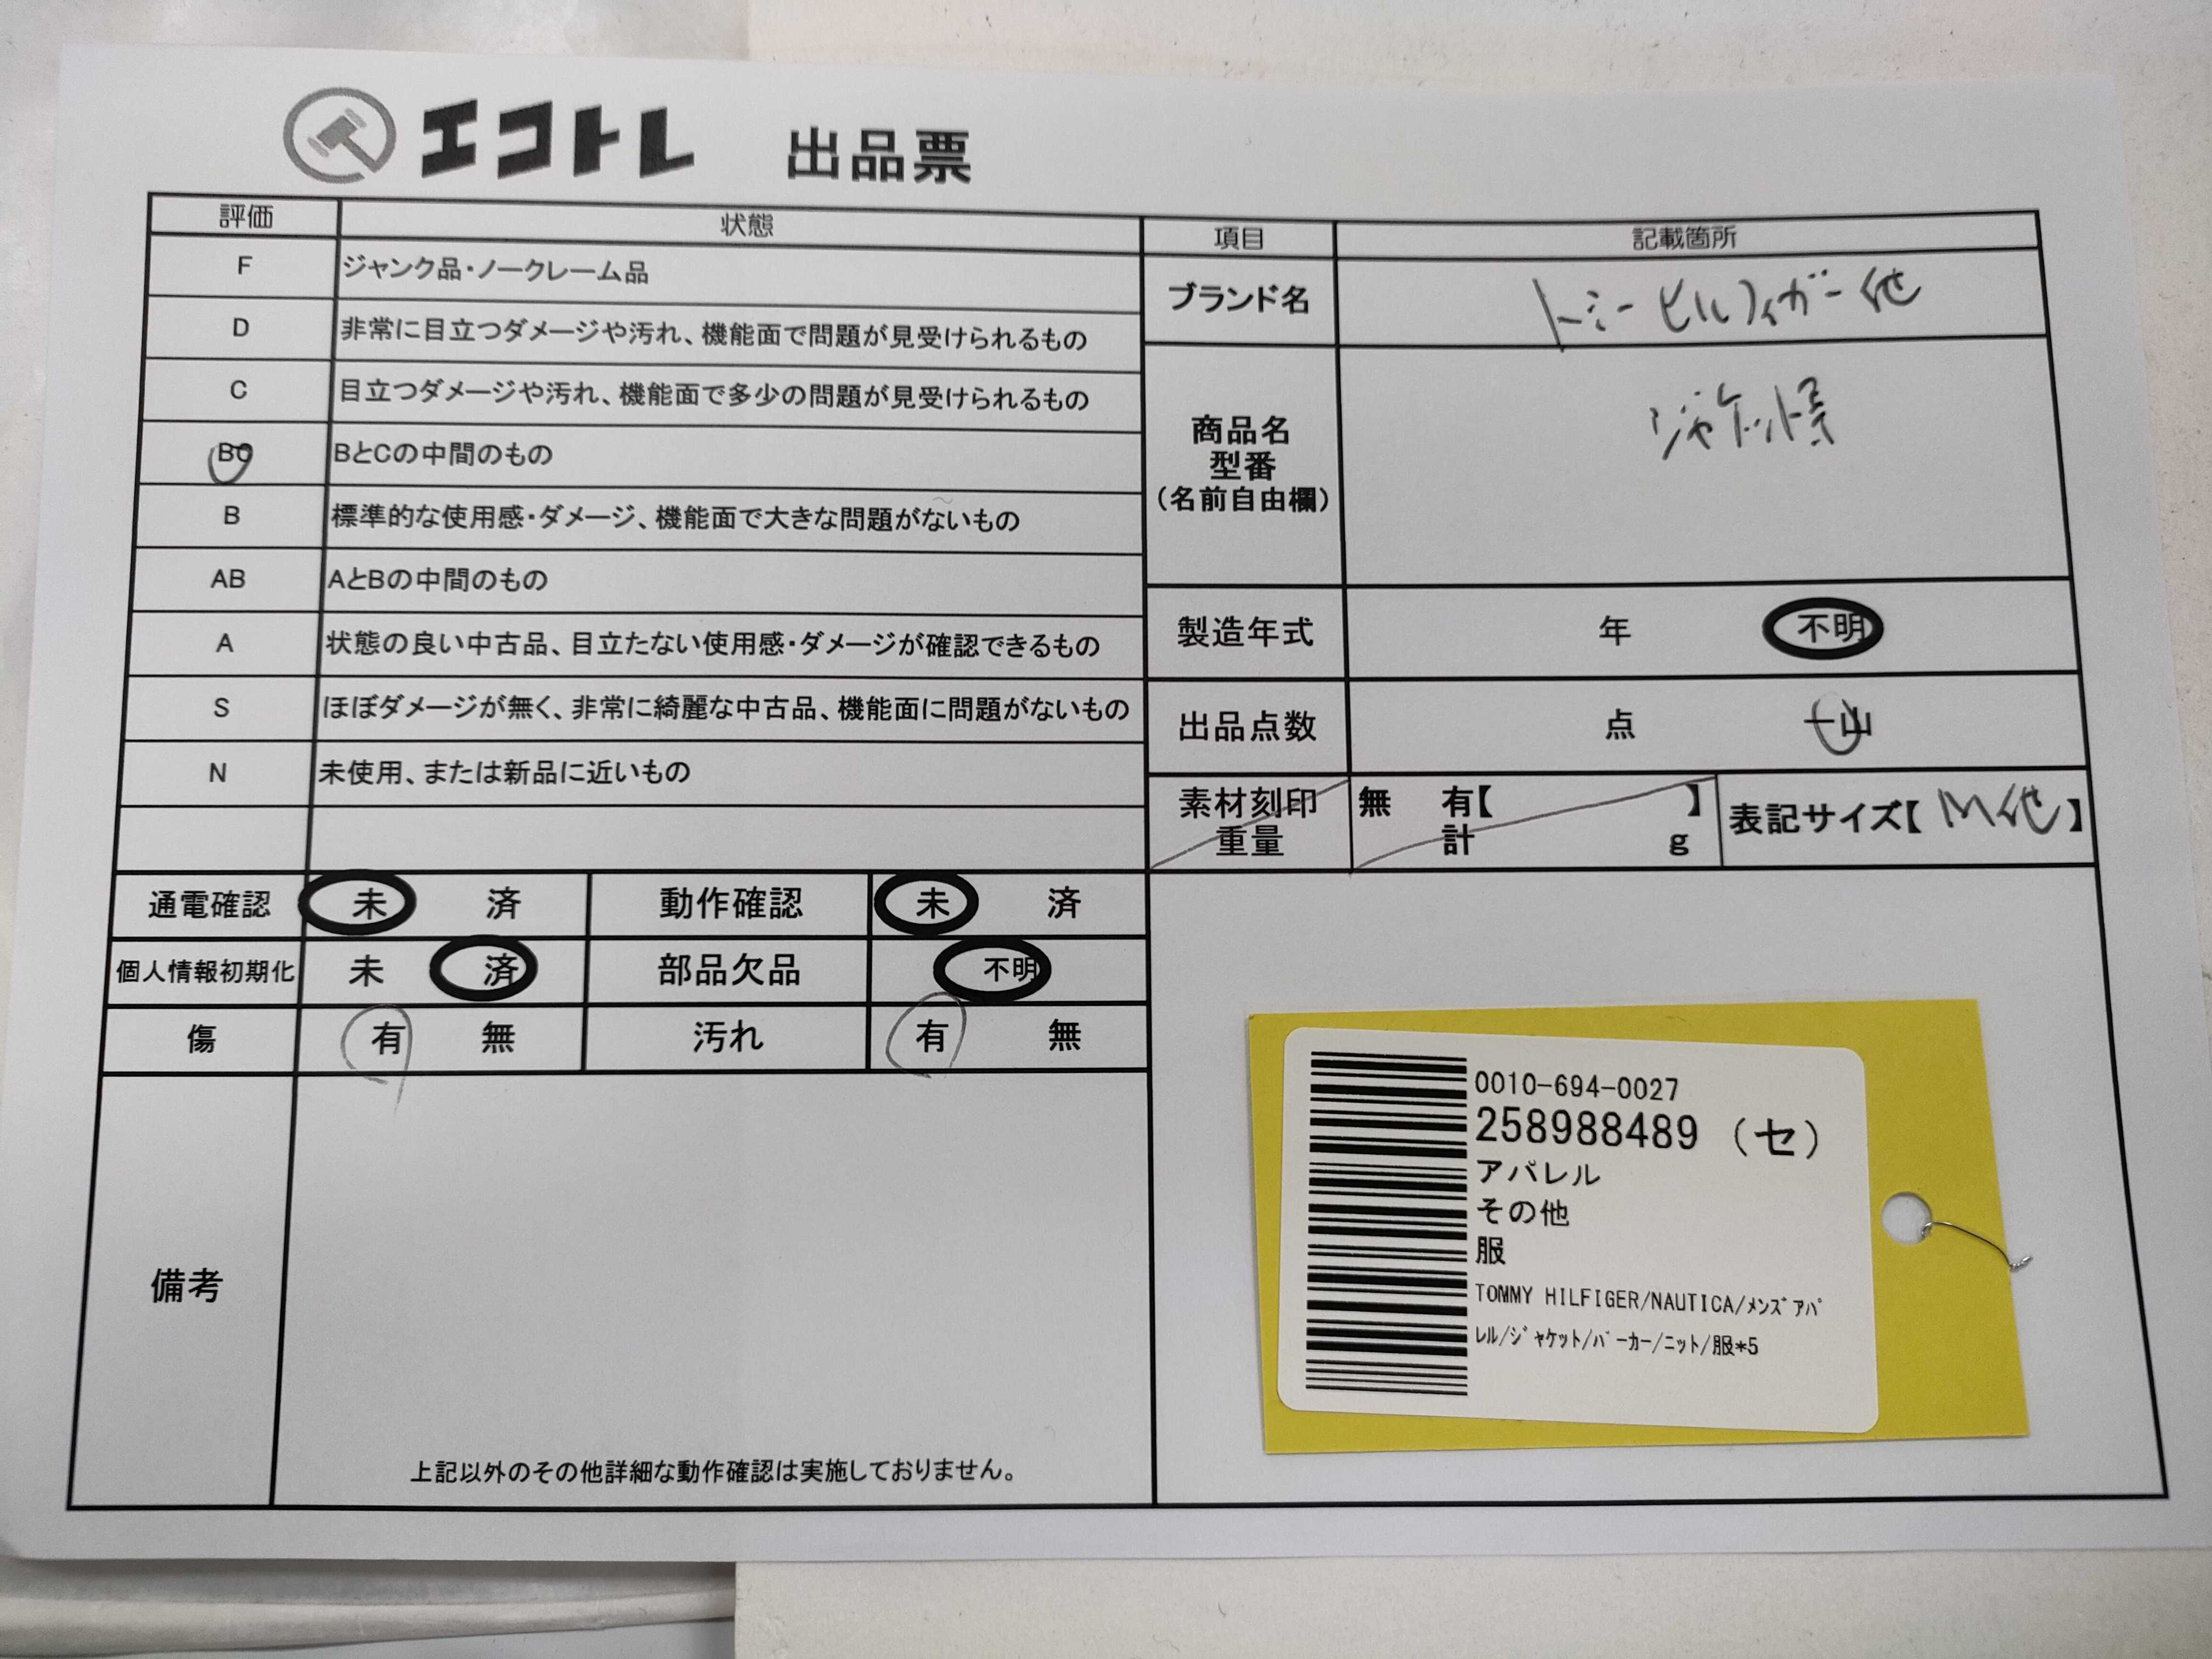 エコトレ 出品票
評価 状態
F ジャンク品・ノークレーム品
D 非常に目立つダメージや汚れ、機能面で問題が見受けられるもの
C 目立つダメージや汚れ、機能面で多少の問題が見受けられるもの
BC BとCの中間のもの
B 標準的な使用感・ダメージ、機能面で大きな問題がないもの
AB AとBの中間のもの
A 状態の良い中古品、目立たない使用感・ダメージが確認できるもの
S ほぼダメージが無く、非常に綺麗な中古品、機能面に問題がないもの
N 未使用、または新品に近いもの
項目 記載箇所
ブランド名 トミーヒルフィガー他
商品名
型番
(名前自由欄)
ジャケット等
製造年式 年 不明
出品点数 点 一山
素材刻印 無 有【 】
重量 計 g
表記サイズ【 M他 】
通電確認 未 済 動作確認 未 済
個人情報初期化 未 済 部品欠品 不明
傷 有 無 汚れ 有 無
備考
上記以外のその他詳細な動作確認は実施しておりません。
0010-694-0027
258988489 (セ)
アパレル
その他
服
TOMMY HILFIGER/NAUTICA/ﾒﾝｽﾞｱﾊﾟ
ﾚﾙ/ｼﾞｬｹｯﾄ/ﾊﾟｰｶｰ/ﾆｯﾄ/服*5